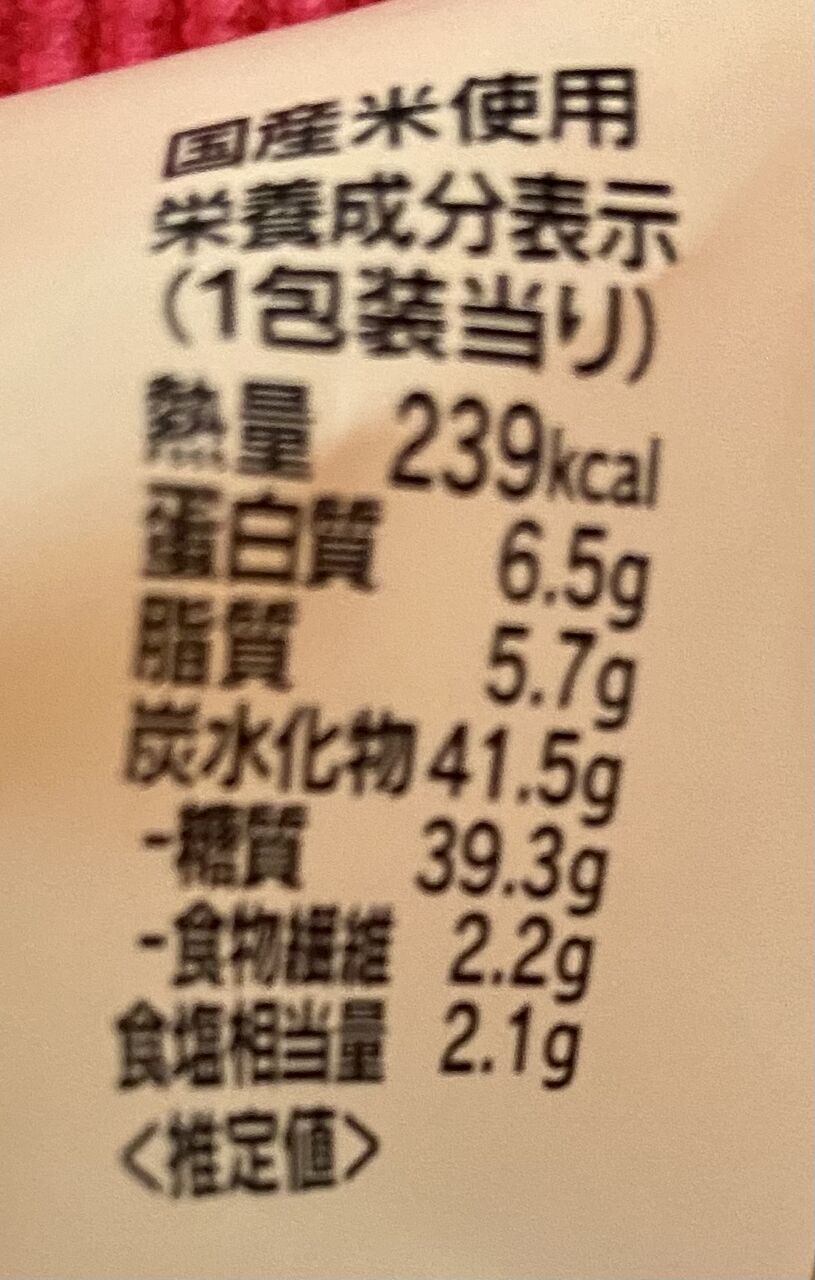 国産米使用
栄養成分表示
(1包装当り)
熱量 239kcal
蛋白質 6.5g
脂質 5.7g
炭水化物 41.5g
-糖質 39.3g
-食物繊維 2.2g
食塩相当量 2.1g
<推定値>